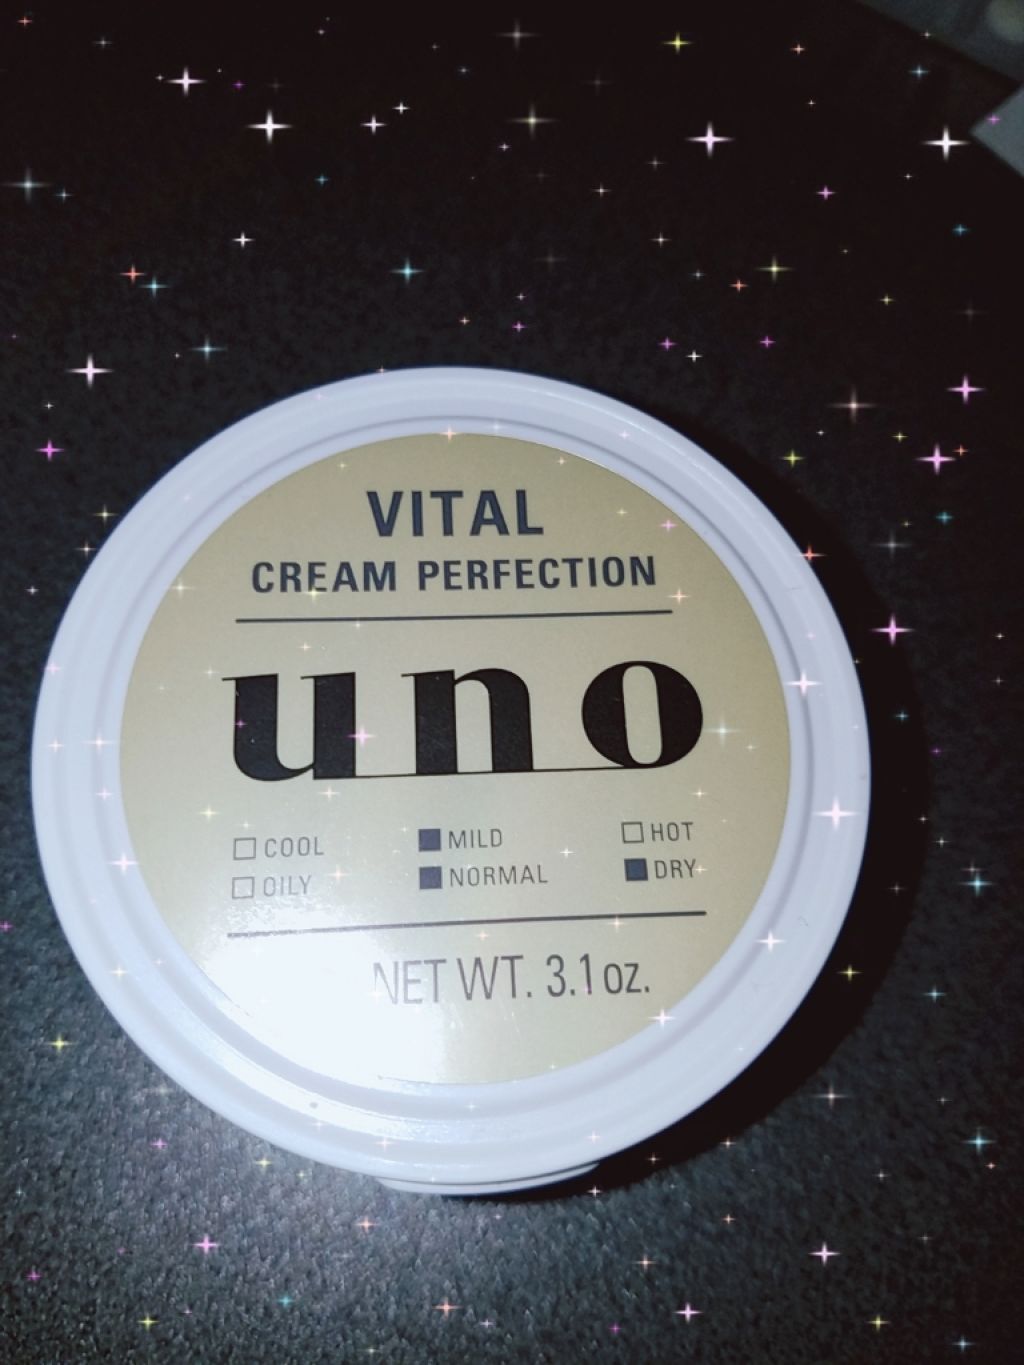 VITAL
CREAM PERFECTION
uno
COOL MILD HOT
OILY NORMAL DRY
NET WT. 3.1 oz.